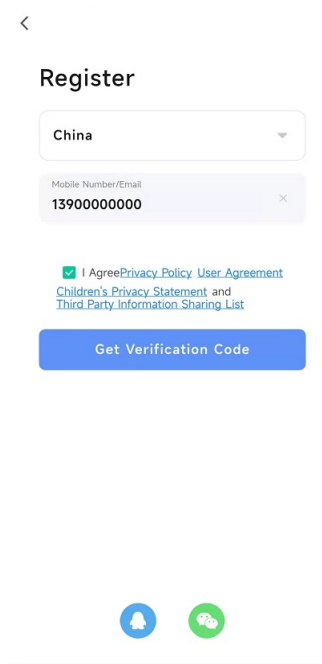 Register
China
Mobile Number/Email
13900000000
I AgreePrivacy Policy User Agreement
Children's Privacy Statement and
Third Party Information Sharing List
Get Verification Code